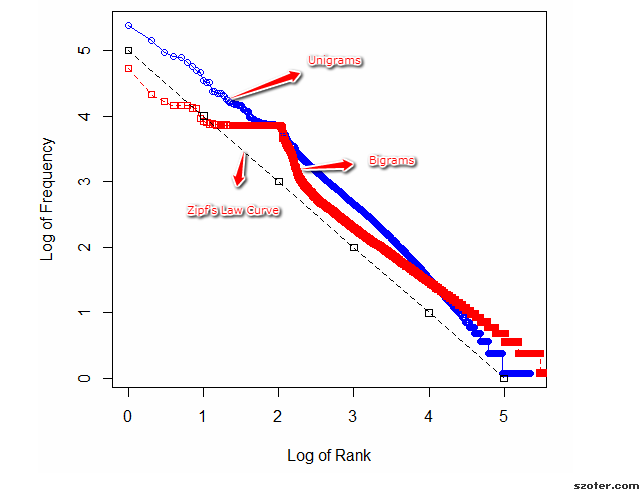 Unigrams
Bigrams
Zipf's Law Curve
Log of Frequency
5
4
3
2
1
0
0 1 2 3 4 5
Log of Rank
szoter.com